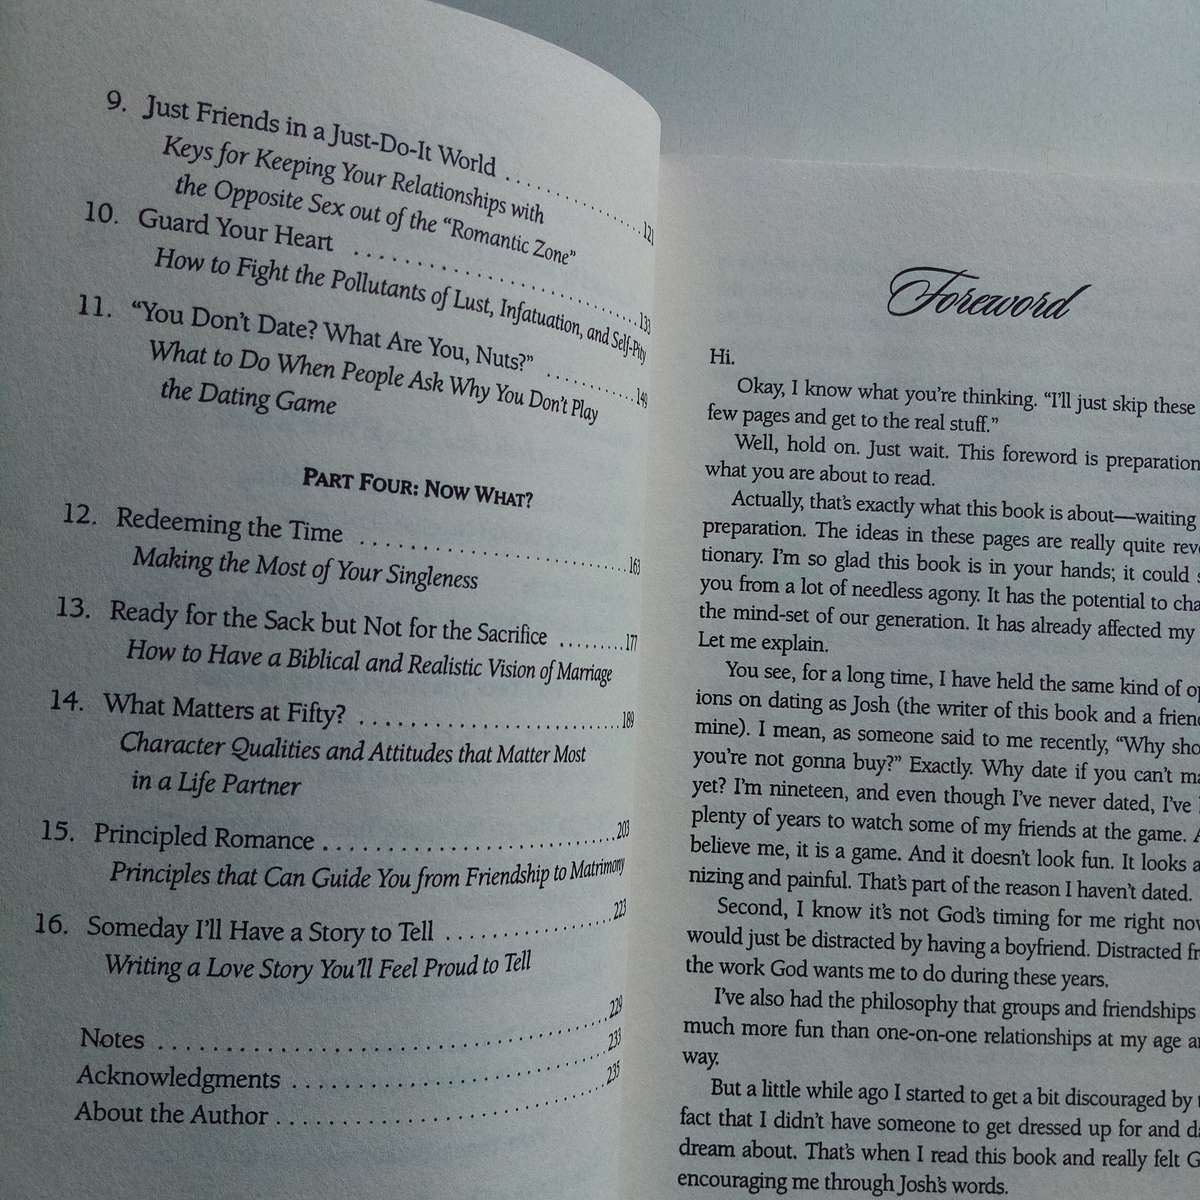 9. Just Friends in a Just-Do-It World . . . . . . . . . . . . . . . 121
Keys for Keeping Your Relationships with
the Opposite Sex out of the “Romantic Zone”
10. Guard Your Heart . . . . . . . . . . . . . . . . . . . . . . . . . . 133
How to Fight the Pollutants of Lust, Infatuation, and Self-Pity
11. “You Don’t Date? What Are You, Nuts?” . . . . . . . . . . . 149
What to Do When People Ask Why You Don’t Play
the Dating Game
PART FOUR: NOW WHAT?
12. Redeeming the Time . . . . . . . . . . . . . . . . . . . . . . . . 163
Making the Most of Your Singleness
13. Ready for the Sack but Not for the Sacrifice . . . . . . . . . 177
How to Have a Biblical and Realistic Vision of Marriage
14. What Matters at Fifty? . . . . . . . . . . . . . . . . . . . . . . . 189
Character Qualities and Attitudes that Matter Most
in a Life Partner
15. Principled Romance . . . . . . . . . . . . . . . . . . . . . . . . . 203
Principles that Can Guide You from Friendship to Matrimony
16. Someday I’ll Have a Story to Tell . . . . . . . . . . . . . . . . 223
Writing a Love Story You’ll Feel Proud to Tell
Notes . . . . . . . . . . . . . . . . . . . . . . . . . . . . . . . . . . . . 229
Acknowledgments . . . . . . . . . . . . . . . . . . . . . . . . . . . 233
About the Author . . . . . . . . . . . . . . . . . . . . . . . . . . . . 235
Foreword
Hi.
Okay, I know what you’re thinking. “I’ll just skip these
few pages and get to the real stuff.”
Well, hold on. Just wait. This foreword is preparation
what you are about to read.
Actually, that’s exactly what this book is about—waiting
preparation. The ideas in these pages are really quite rev
tionary. I’m so glad this book is in your hands; it could
you from a lot of needless agony. It has the potential to cha
the mind-set of our generation. It has already affected my
Let me explain.
You see, for a long time, I have held the same kind of op
ions on dating as Josh (the writer of this book and a frien
mine). I mean, as someone said to me recently, “Why sho
you’re not gonna buy?” Exactly. Why date if you can’t ma
yet? I’m nineteen, and even though I’ve never dated, I’ve
plenty of years to watch some of my friends at the game.
believe me, it is a game. And it doesn’t look fun. It looks a
nizing and painful. That’s part of the reason I haven’t dated.
Second, I know it’s not God’s timing for me right no
would just be distracted by having a boyfriend. Distracted fr
the work God wants me to do during these years.
I’ve also had the philosophy that groups and friendships
much more fun than one-on-one relationships at my age a
way.
But a little while ago I started to get a bit discouraged by
fact that I didn’t have someone to get dressed up for and d
dream about. That’s when I read this book and really felt G
encouraging me through Josh’s words.